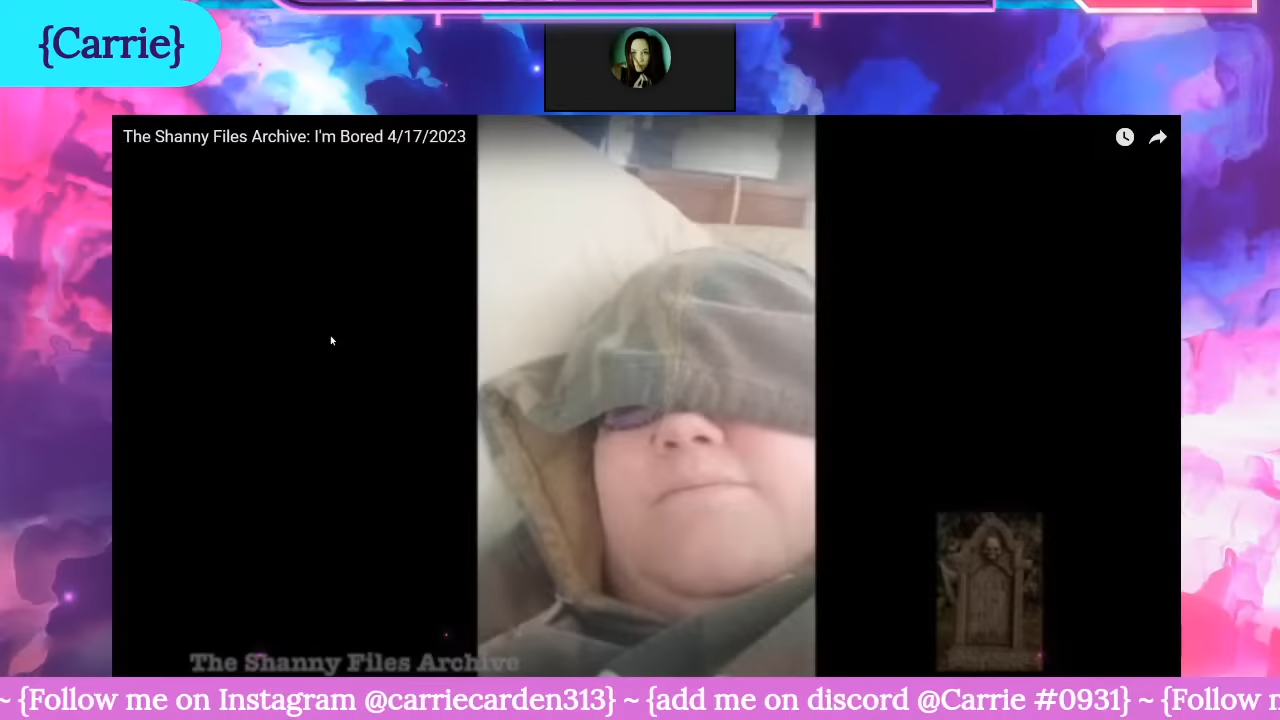 {Carrie}
The Shanny Files Archive: I'm Bored 4/17/2023
The Shanny Files Archive
~ {Follow me on Instagram @carriecarden313} ~ {add me on discord @Carrie #0931} ~ {Follow